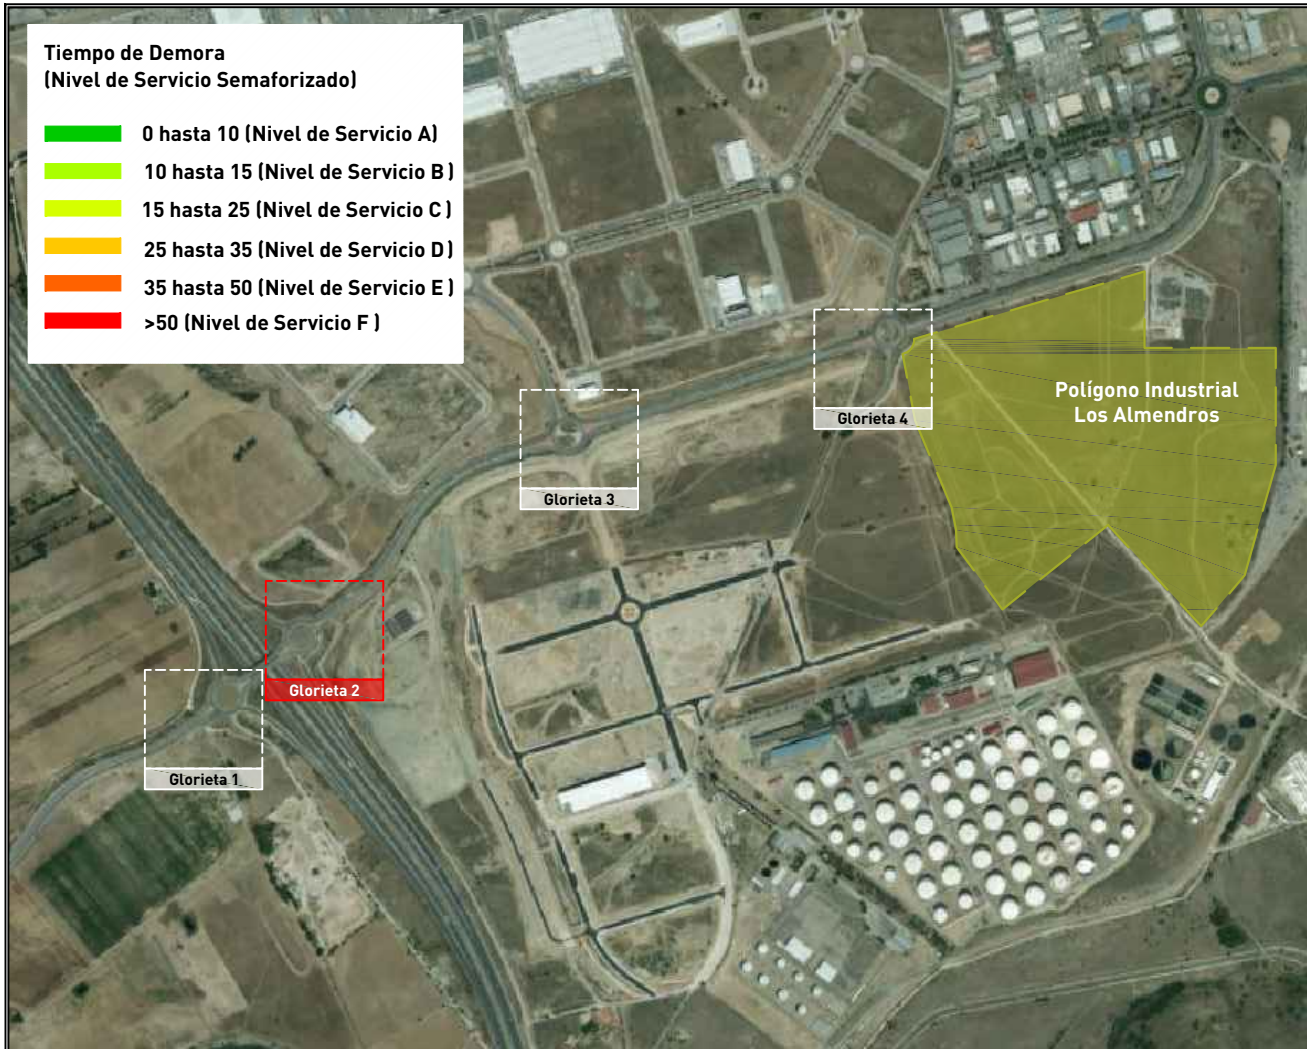 Tiempo de Demora
(Nivel de Servicio Semaforizado)
0 hasta 10 (Nivel de Servicio A)
10 hasta 15 (Nivel de Servicio B)
15 hasta 25 (Nivel de Servicio C)
25 hasta 35 (Nivel de Servicio D)
35 hasta 50 (Nivel de Servicio E)
>50 (Nivel de Servicio F )
Polígono Industrial
Los Almendros
Glorieta 4
Glorieta 3
Glorieta 2
Glorieta 1